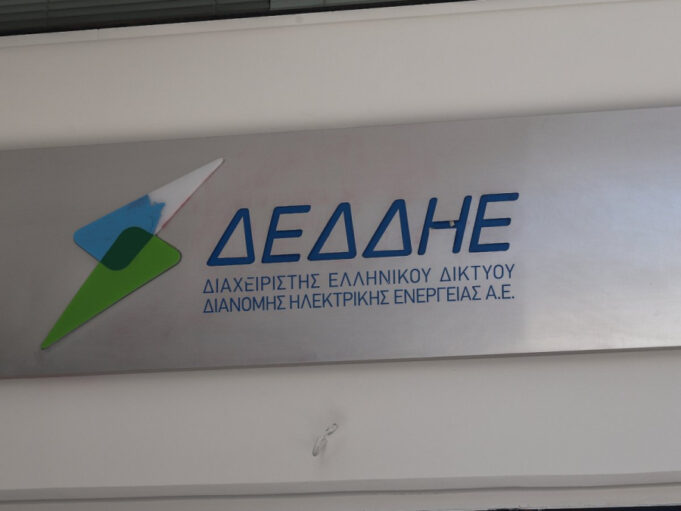 ΔΕΔΔΗΕ
ΔΙΑΧΕΙΡΙΣΤΗΣ ΕΛΛΗΝΙΚΟΥ ΔΙΚΤΥΟΥ
ΔΙΑΝΟΜΗΣ ΗΛΕΚΤΡΙΚΗΣ ΕΝΕΡΓΕΙΑΣ Α.Ε.